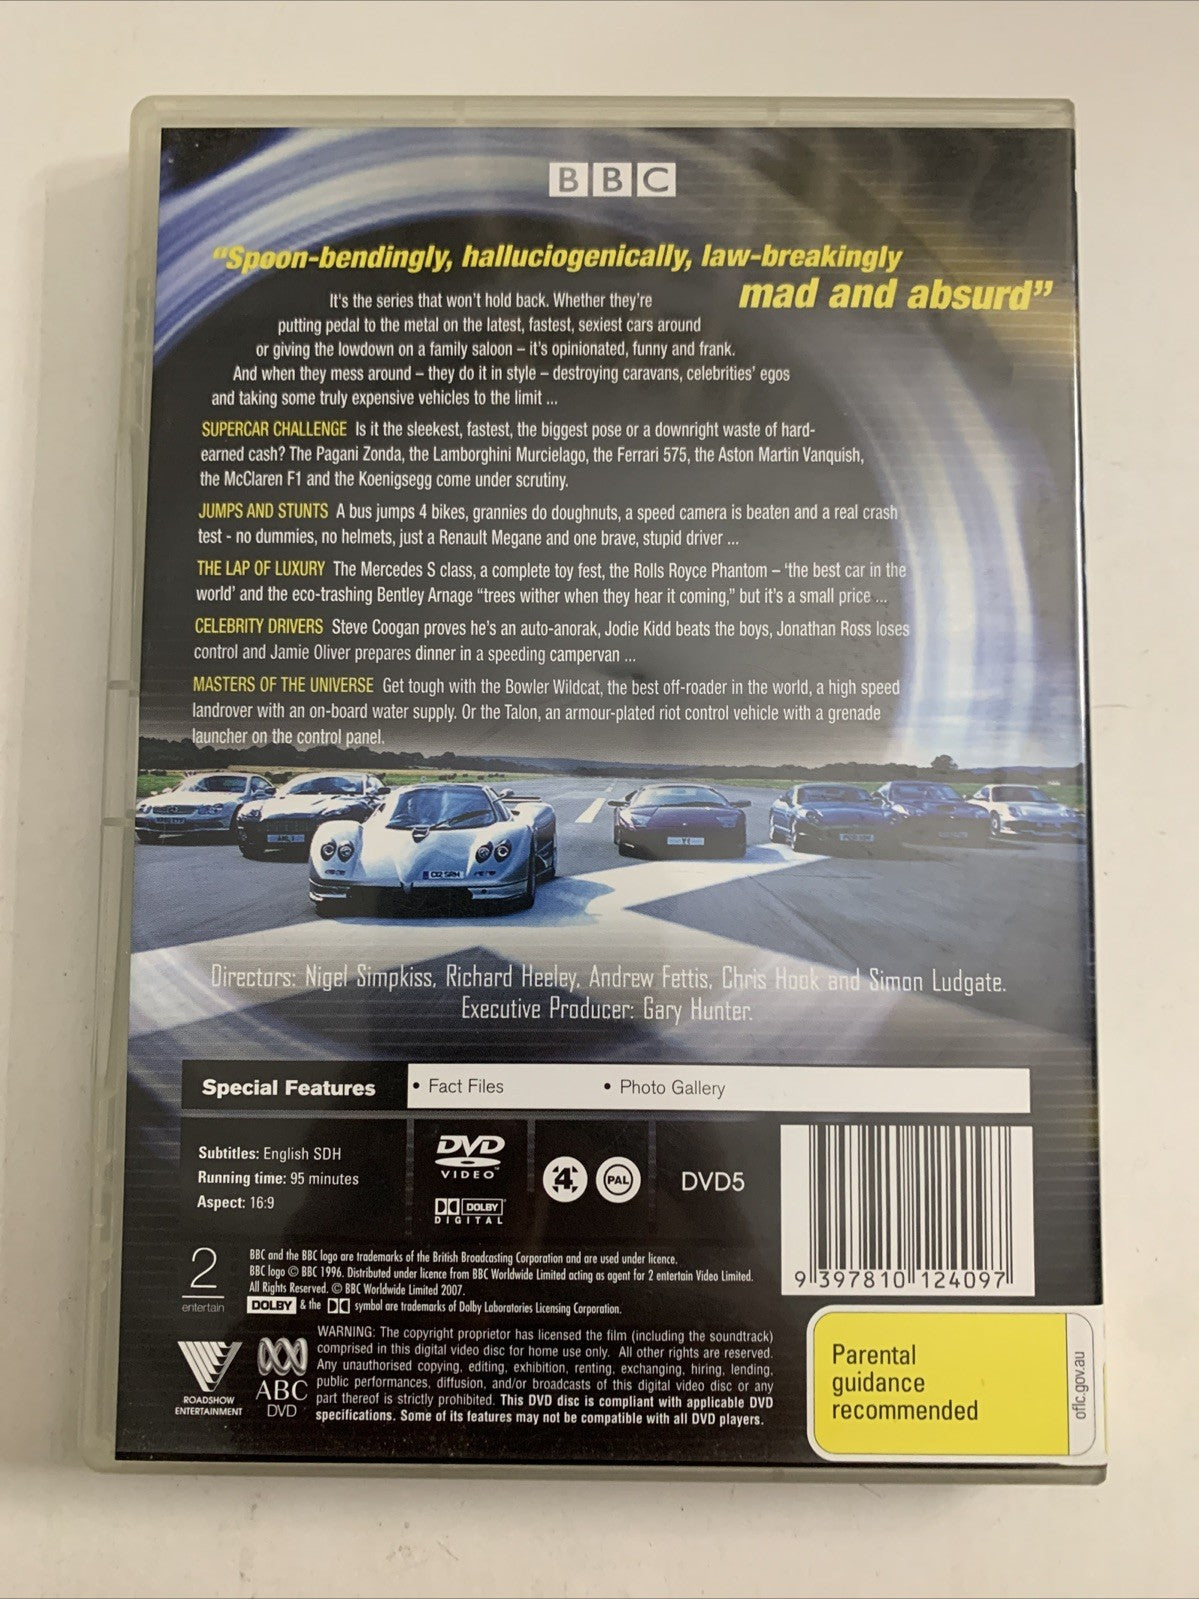 BBC
“Spoon-bendingly, halluciogenically, law-breakingly
mad and absurd”
It's the series that won't hold back. Whether they're
putting pedal to the metal on the latest, fastest, sexiest cars around
or giving the lowdown on a family saloon – it's opinionated, funny and frank.
And when they mess around – they do it in style – destroying caravans, celebrities' egos
and taking some truly expensive vehicles to the limit ...
SUPERCAR CHALLENGE Is it the sleekest, fastest, the biggest pose or a downright waste of hard-
earned cash? The Pagani Zonda, the Lamborghini Murcielago, the Ferrari 575, the Aston Martin Vanquish,
the McClaren F1 and the Koenigsegg come under scrutiny.
JUMPS AND STUNTS A bus jumps 4 bikes, grannies do doughnuts, a speed camera is beaten and a real crash
test - no dummies, no helmets, just a Renault Megane and one brave, stupid driver ...
THE LAP OF LUXURY The Mercedes S class, a complete toy fest, the Rolls Royce Phantom – ‘the best car in the
world’ and the eco-trashing Bentley Arnage “trees wither when they hear it coming,” but it's a small price ...
CELEBRITY DRIVERS Steve Coogan proves he's an auto-anorak, Jodie Kidd beats the boys, Jonathan Ross loses
control and Jamie Oliver prepares dinner in a speeding campervan ...
MASTERS OF THE UNIVERSE Get tough with the Bowler Wildcat, the best off-roader in the world, a high speed
landrover with an on-board water supply. Or the Talon, an armour-plated riot control vehicle with a grenade
launcher on the control panel.
C12 SRH
Directors: Nigel Simpkiss, Richard Heeley, Andrew Fettis, Chris Hook and Simon Ludgate.
Executive Producer: Gary Hunter.
Special Features
• Fact Files
• Photo Gallery
Subtitles: English SDH
Running time: 95 minutes
Aspect: 16:9
DVD
VIDEO
DOLBY
DIGITAL
4
PAL
DVD5
9 397810 124097
2
entertain
BBC and the BBC logo are trademarks of the British Broadcasting Corporation and are used under licence.
BBC logo © BBC 1996. Distributed under licence from BBC Worldwide Limited acting as agent for 2 entertain Video Limited.
All Rights Reserved. © BBC Worldwide Limited 2007.
DOLBY & the symbol are trademarks of Dolby Laboratories Licensing Corporation.
ROADSHOW
ENTERTAINMENT
ABC
DVD
WARNING: The copyright proprietor has licensed the film (including the soundtrack)
comprised in this digital video disc for home use only. All other rights are reserved.
Any unauthorised copying, editing, exhibition, renting, exchanging, hiring, lending,
public performances, diffusion, and/or broadcasts of this digital video disc or any
part thereof is strictly prohibited. This DVD disc is compliant with applicable DVD
specifications. Some of its features may not be compatible with all DVD players.
Parental
guidance
recommended
oflc.gov.au